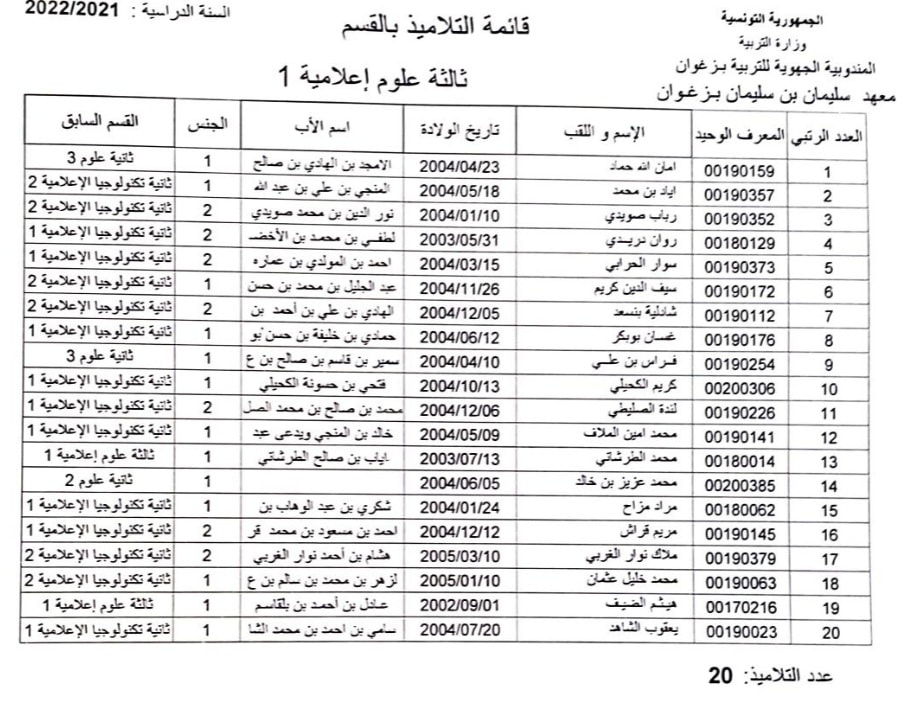 الجمهورية التونسية
وزارة التربية
المندوبية الجهوية للتربية بـزغوان
معهد سليمان بن سليمان بـزغـوان
قائمة التلاميذ بالقسم
السنة الدراسية : 2022/2021
ثالثة علوم إعلامية 1
العدد الرتبي المعرف الوحيد الإسم و اللقب تاريخ الولادة اسم الأب الجنس القسم السابق
1 00190159 امان الله حماد 2004/04/23 الامجد بن الهادي بن صالح 1 ثانية علوم 3
2 00190357 اياد بن محمد 2004/05/18 المنجي بن علي بن عبد الله 1 ثانية تكنولوجيا الإعلامية 2
3 00190352 رباب صويدي 2004/01/10 نور الدين بن محمد صويدي 2 ثانية تكنولوجيا الإعلامية 2
4 00180129 روان دريدي 2003/05/31 لطفي بن محمد بن الأخضـ 2 ثانية تكنولوجيا الإعلامية 1
5 00190373 سوار الحرابي 2004/03/15 احمد بن المولدي بن عماره 2 ثانية تكنولوجيا الإعلامية 1
6 00190172 سيف الدين كريم 2004/11/26 عبد الجليل بن محمد بن حسن 1 ثانية تكنولوجيا الإعلامية 2
7 00190112 شادلية بنسعد 2004/12/05 الهادي بن علي بن أحمد بن 2 ثانية تكنولوجيا الإعلامية 2
8 00190176 غسان بوبكر 2004/06/12 حمادي بن خليفة بن حسن بو 1 ثانية تكنولوجيا الإعلامية 1
9 00190254 فراس بن علي 2004/04/10 سمير بن قاسم بن صالح بن ع 1 ثانية علوم 3
10 00200306 كريم الكحيلي 2004/10/13 فتحي بن حسونة الكحيلي 1 ثانية تكنولوجيا الإعلامية 1
11 00190226 لندة الصليطي 2004/12/06 محمد بن صالح بن محمد الصل 2 ثانية تكنولوجيا الإعلامية 1
12 00190141 محمد امين الملاف 2004/05/09 خالد بن المنجي ويدعى عبد 1 ثانية تكنولوجيا الإعلامية 1
13 00180014 محمد الطرشاني 2003/07/13 بن صالح الطرشاني 1 ثالثة علوم إعلامية 1
14 00200385 محمد عزيز بن خالد 2004/06/05 1 ثانية علوم 2
15 00180062 مراد مزاح 2004/01/24 شكري بن عبد الوهاب بن 1 ثانية تكنولوجيا الإعلامية 1
16 00190145 مريم قراش 2004/12/12 احمد بن مسعود بن محمد قر 2 ثانية تكنولوجيا الإعلامية 1
17 00190379 ملاك نوار الغربي 2005/03/10 هشام بن أحمد نوار الغربي 2 ثانية تكنولوجيا الإعلامية 2
18 00190063 محمد خليل عثمان 2005/01/10 لزهر بن محمد بن سالم بن ع 1 ثانية تكنولوجيا الإعلامية 2
19 00170216 هيثم الضيف 2002/09/01 عادل بن أحمد بن بلقاسم 1 ثالثة علوم إعلامية 1
20 00190023 يعقوب الشاهد 2004/07/20 سامي بن احمد بن محمد الشا 1 ثانية تكنولوجيا الإعلامية 1
عدد التلاميذ: 20